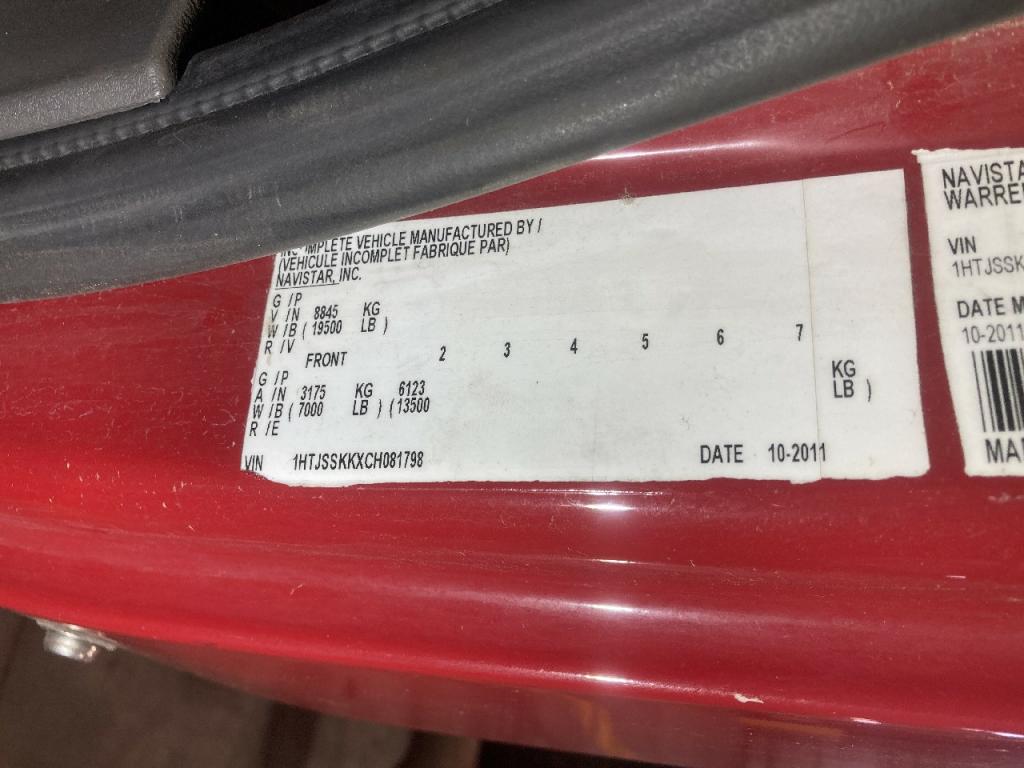 INCOMPLETE VEHICLE MANUFACTURED BY /
(VEHICULE INCOMPLET FABRIQUE PAR)
NAVISTAR, INC.
G /P
V /N 8845 KG
W /B ( 19500 LB )
R /V
FRONT 2 3 4 5 6 7
G /P
A /N 3175 KG 6123 KG
W/B ( 7000 LB ) ( 13500 LB )
R /E
VIN 1HTJSSKKXCH081798 DATE 10-2011
NAVISTA
WARRE
VIN
1HTJSSK
DATE M
10-2011
MA